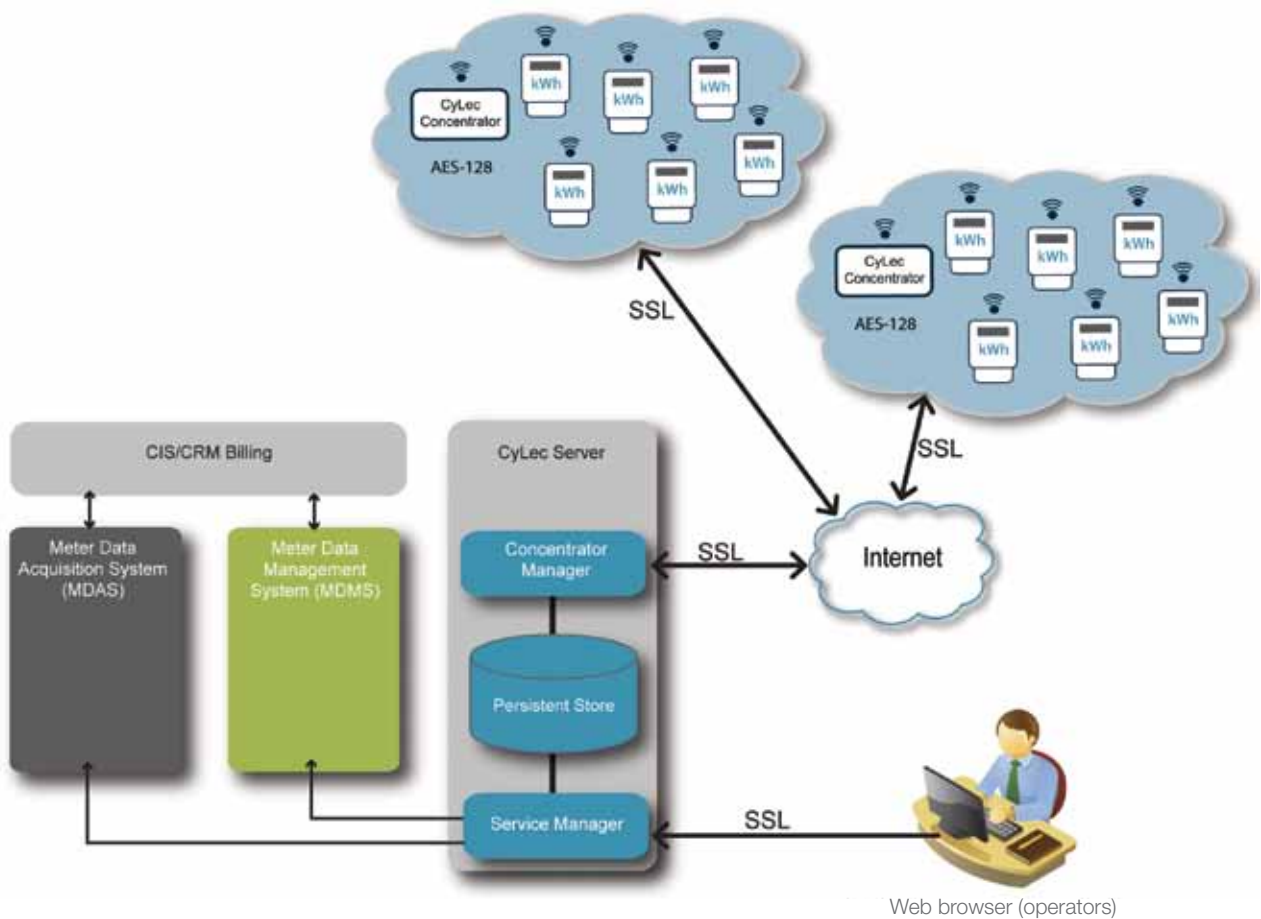 kWh
kWh
kWh
CyLec
Concentrator
AES-128
kWh
kWh
kWh
SSL
kWh
kWh
kWh
CyLec
Concentrator
AES-128
kWh
kWh
kWh
SSL
CIS/CRM Billing
Meter Data
Acquisition System
(MDAS)
Meter Data
Management
System (MDMS)
CyLec Server
Concentrator
Manager
Persistent Store
Service Manager
SSL
Internet
SSL
Web browser (operators)